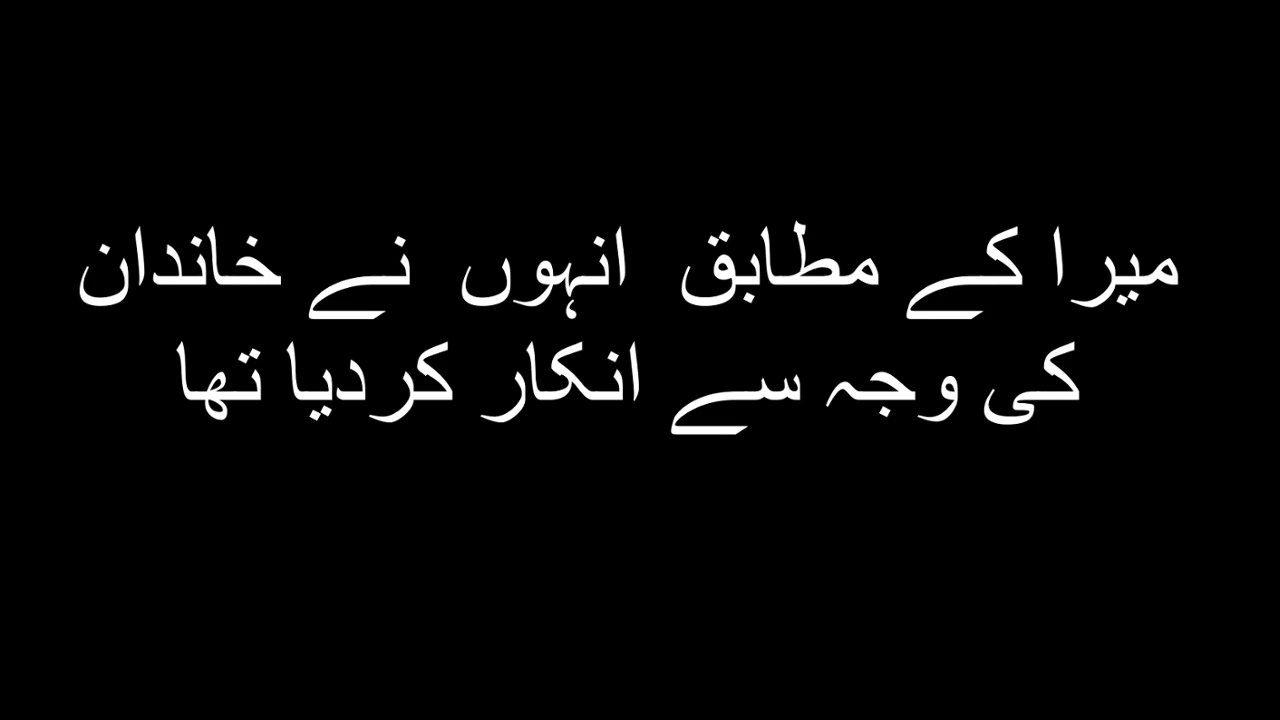 میرا کے مطابق انہوں نے خاندان
کی وجہ سے انکار کردیا تھا